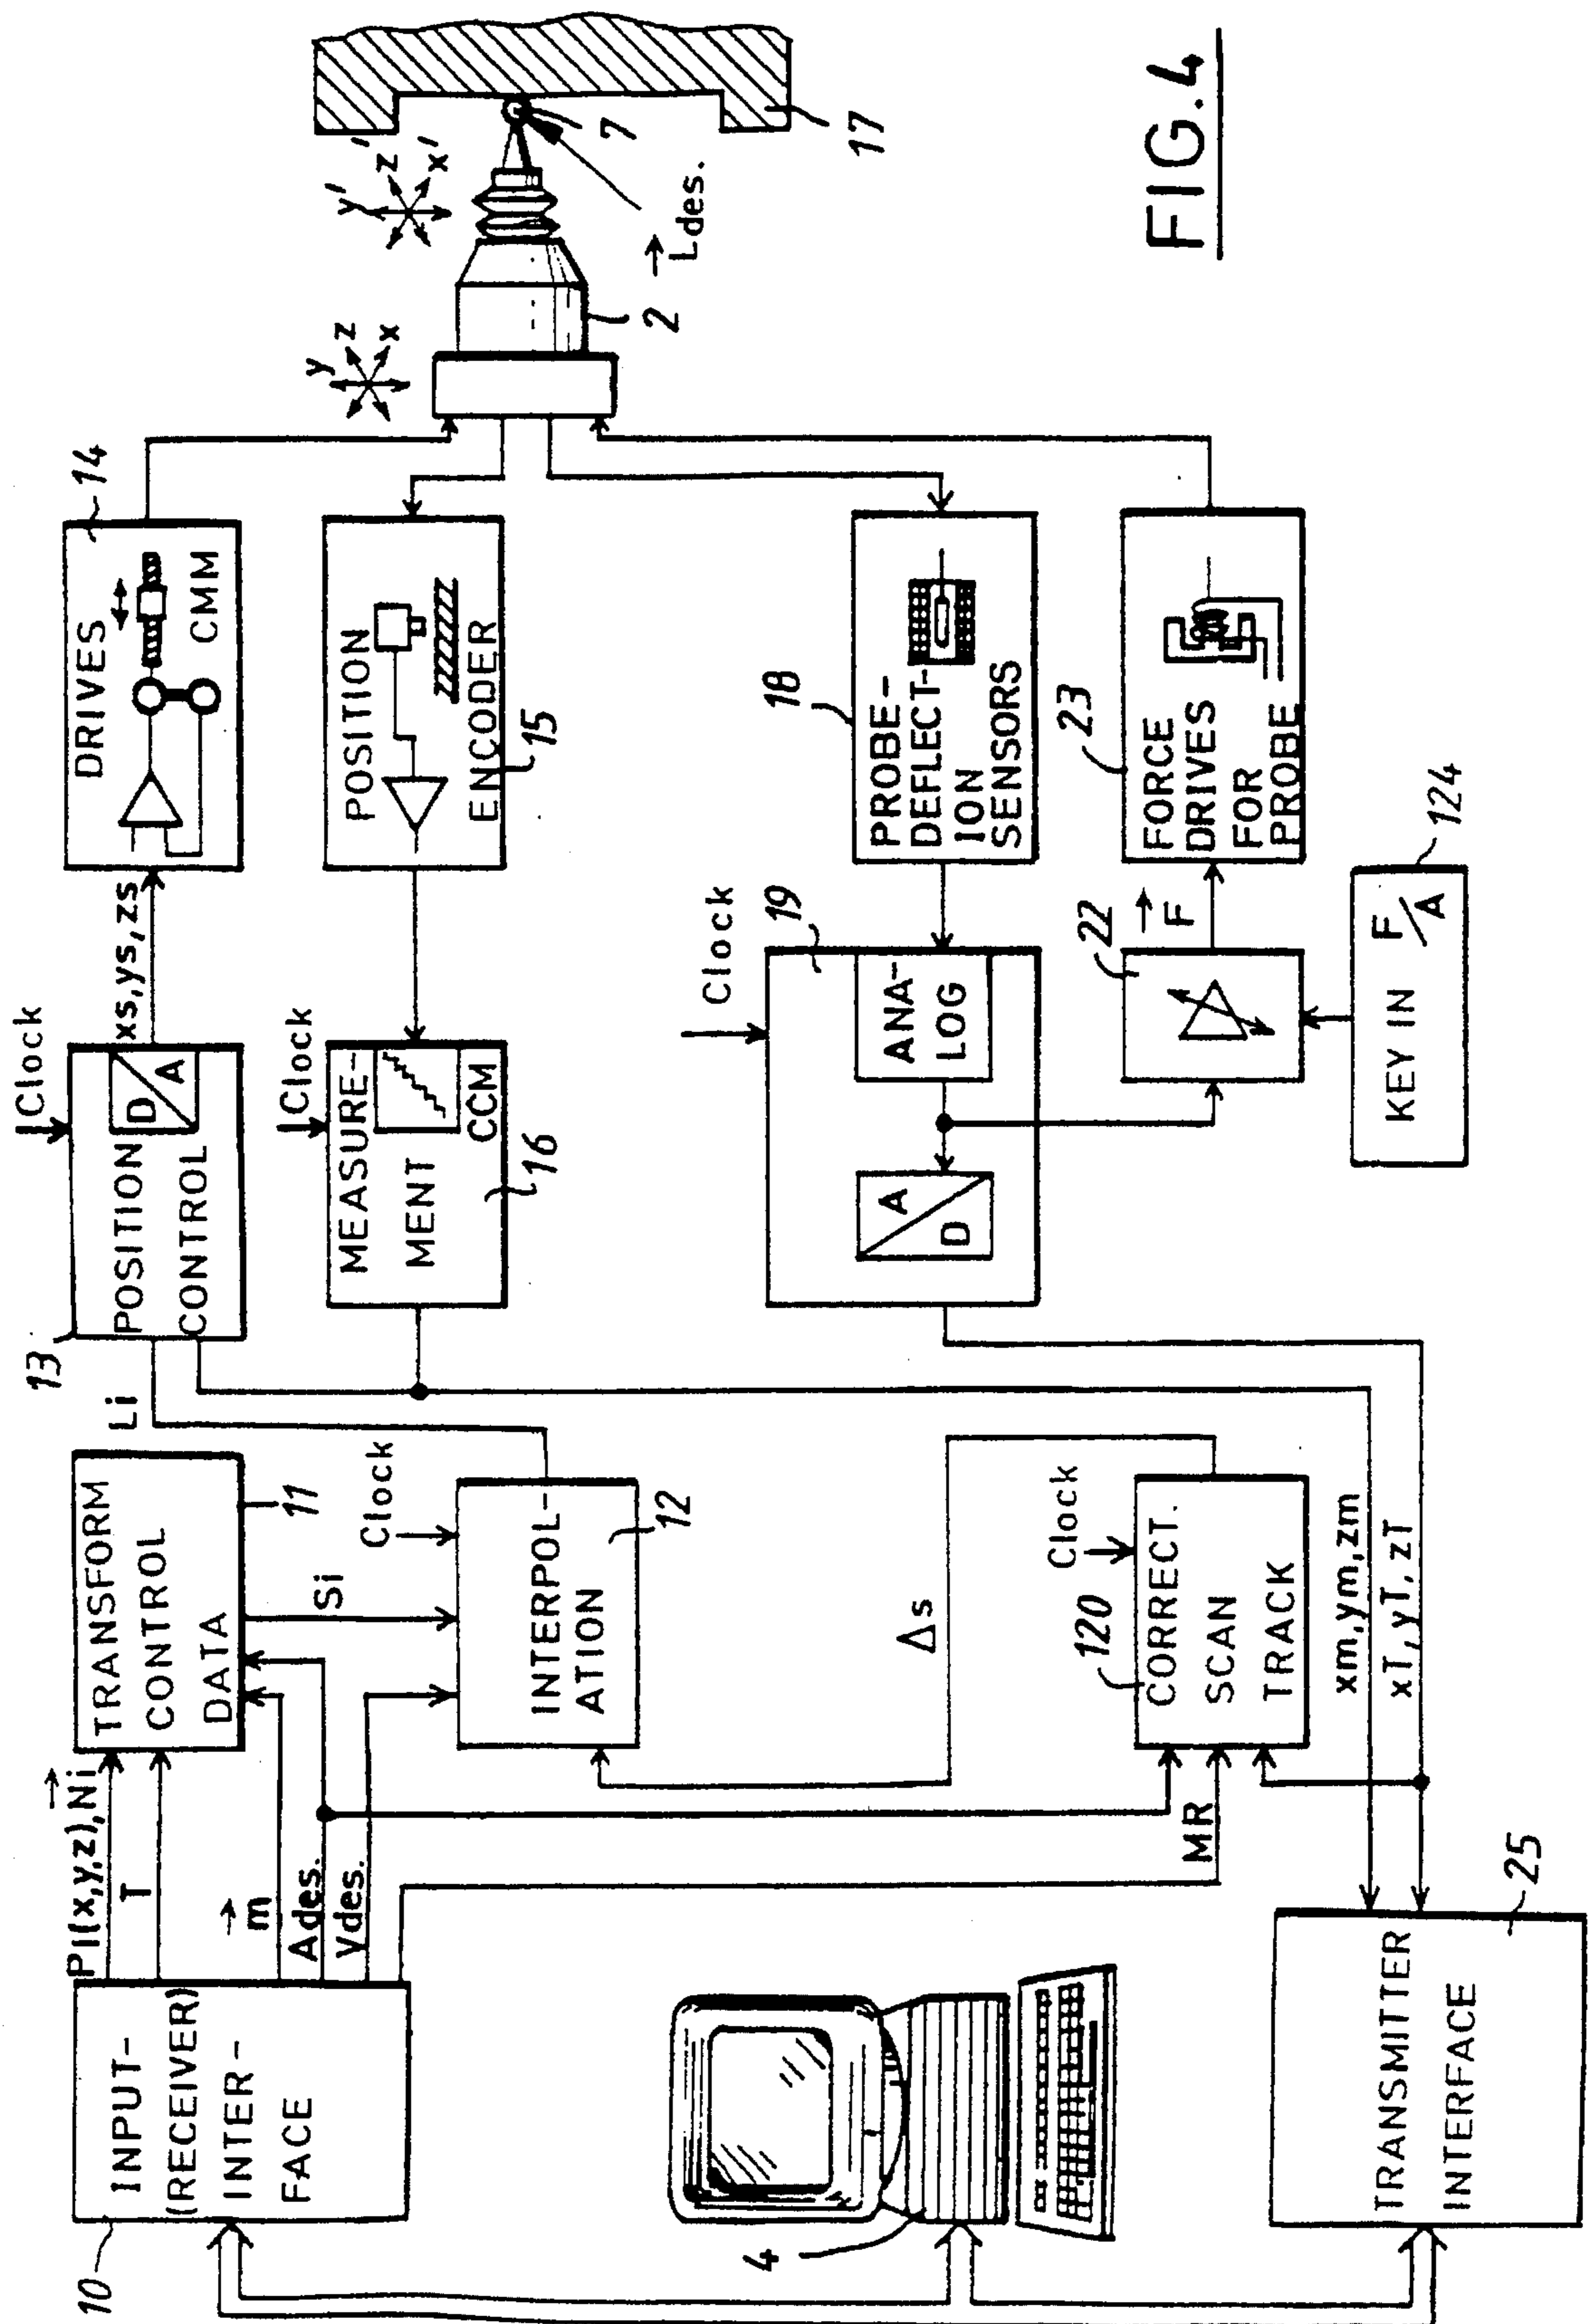 10
INPUT-
(RECEIVER)
INTER-
FACE
Pi(x,y,z),Ni
T
m
Ades.
Vdes.
TRANSFORM
CONTROL
DATA
11
Si
Li
Clock
INTERPOL-
ATION
12
13
POSITION
CONTROL
D/A
Clock
xs,ys,zs
14
DRIVES
CMM
Clock
MEASURE-
MENT
CCM
16
POSITION
ENCODER
15
y
z
x
y'
z'
x'
2
7
Ldes.
17
4
Δs
MR
120
Clock
CORRECT.
SCAN
TRACK
xm,ym,zm
xT,yT,zT
Clock
19
ANA-
LOG
A/D
18
PROBE-
DEFLECT-
ION
SENSORS
22
F
23
FORCE
DRIVES
FOR
PROBE
KEY IN F/A
124
TRANSMITTER
INTERFACE
25
FIG.4